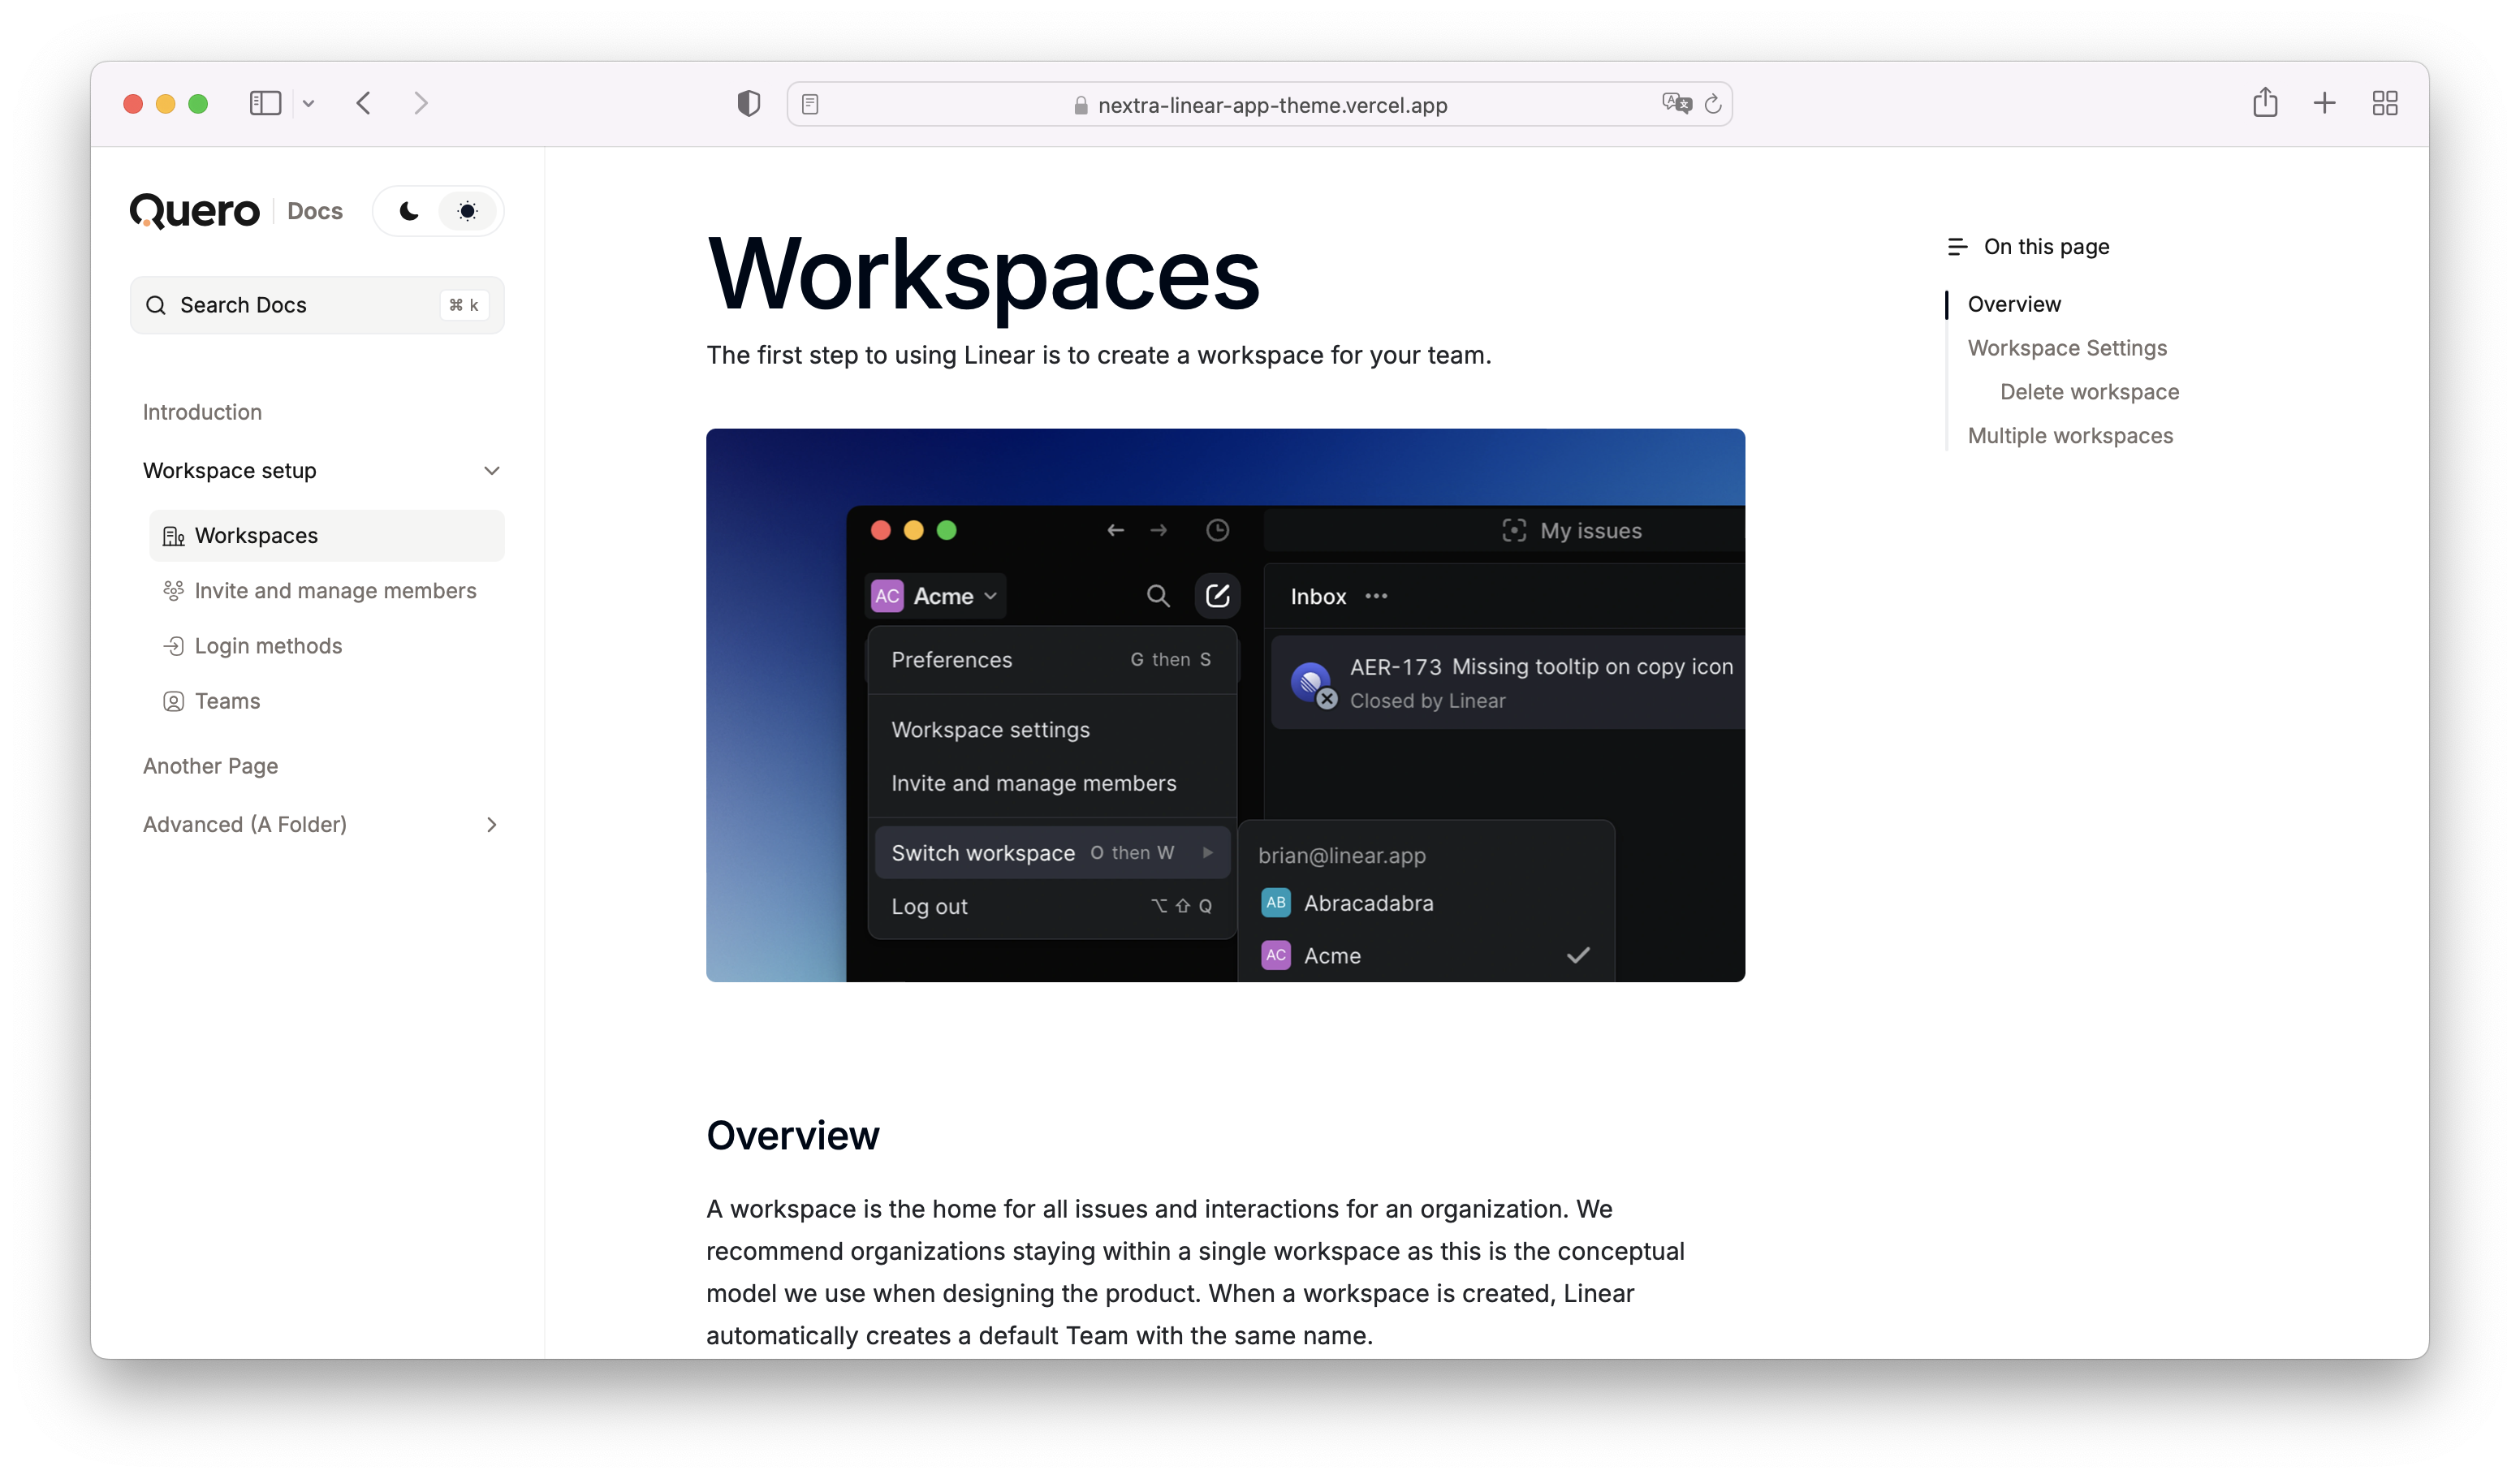 nextra-linear-app-theme.vercel.app
Quero
Docs
Search Docs
⌘ k
Introduction
Workspace setup
Workspaces
Invite and manage members
Login methods
Teams
Another Page
Advanced (A Folder)
Workspaces
The first step to using Linear is to create a workspace for your team.
My issues
AC Acme
Inbox
Preferences G then S
AER-173 Missing tooltip on copy icon
Closed by Linear
Workspace settings
Invite and manage members
Switch workspace O then W
Log out ⌥ ⇧ Q
brian@linear.app
AB Abracadabra
AC Acme
Overview
A workspace is the home for all issues and interactions for an organization. We
recommend organizations staying within a single workspace as this is the conceptual
model we use when designing the product. When a workspace is created, Linear
automatically creates a default Team with the same name.
On this page
Overview
Workspace Settings
Delete workspace
Multiple workspaces